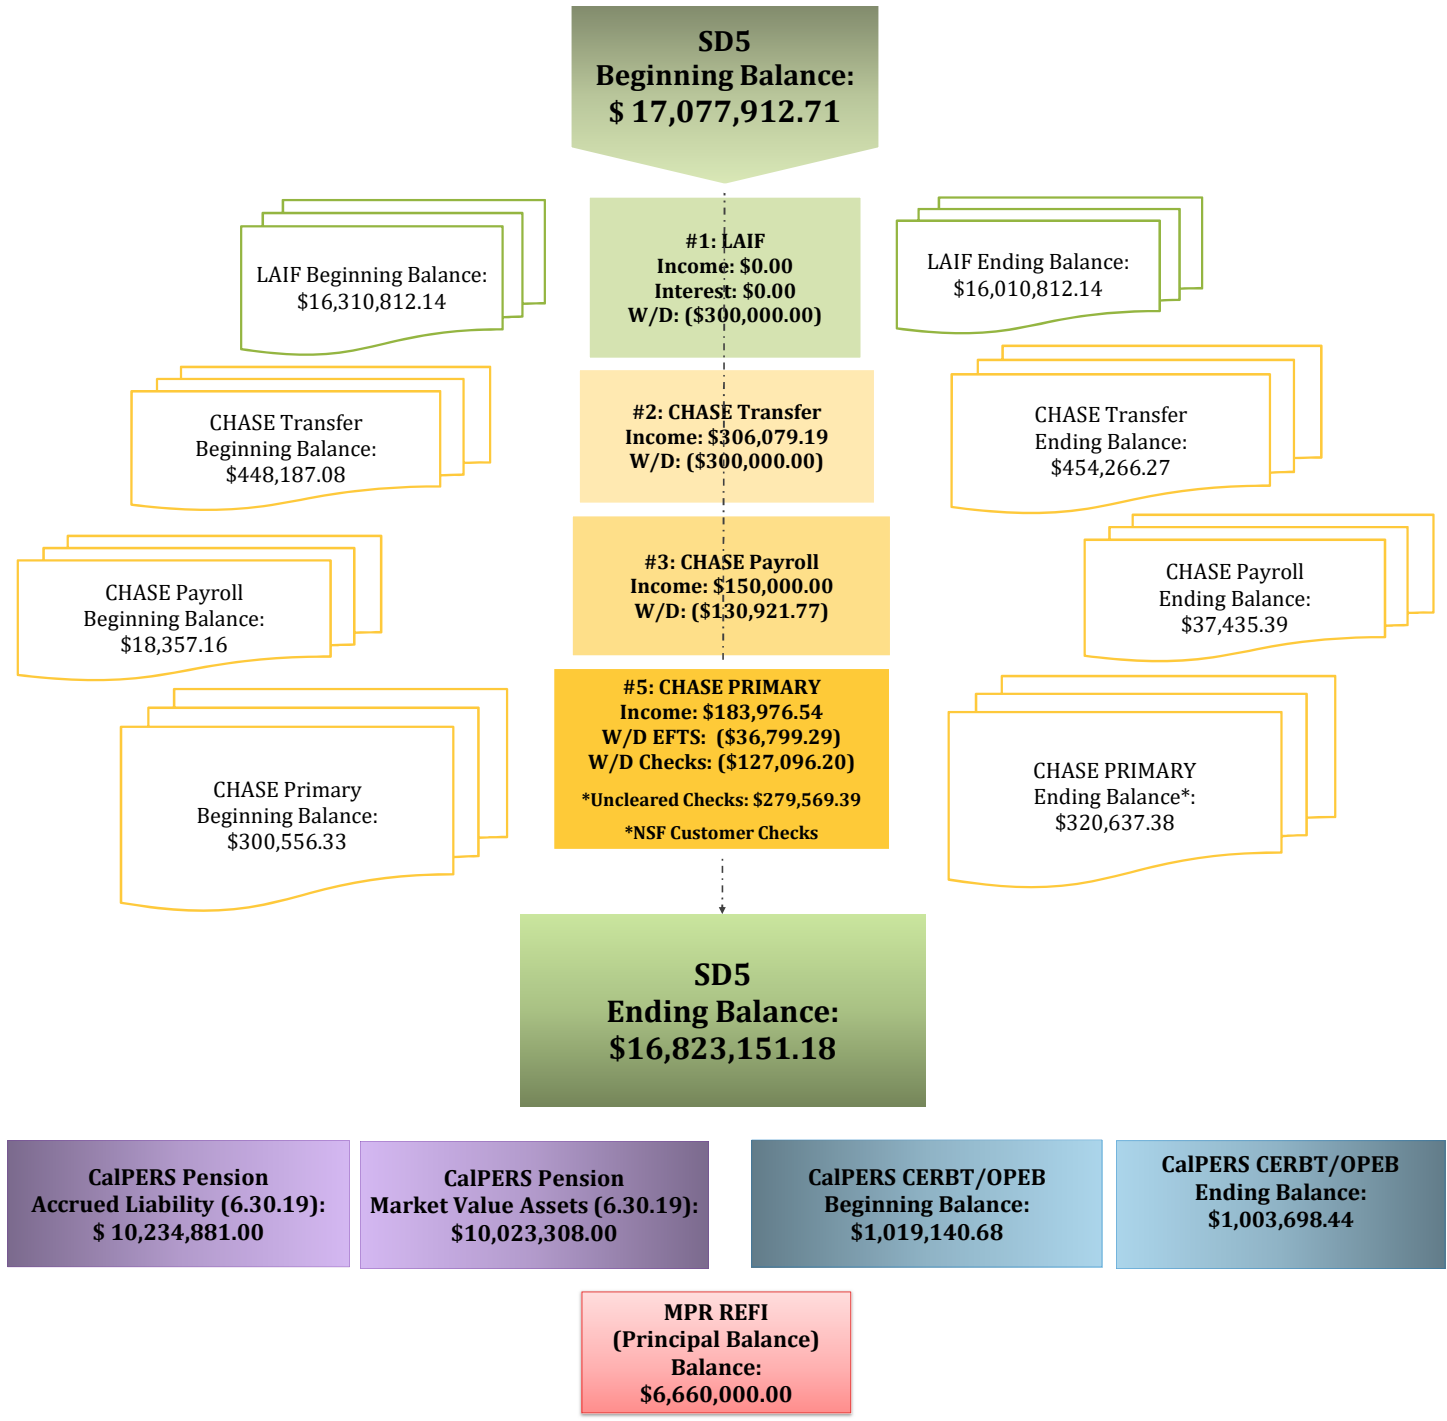 SD5
Beginning Balance:
$ 17,077,912.71
LAIF Beginning Balance:
$16,310,812.14
#1: LAIF
Income: $0.00
Interest: $0.00
W/D: ($300,000.00)
LAIF Ending Balance:
$16,010,812.14
CHASE Transfer
Beginning Balance:
$448,187.08
#2: CHASE Transfer
Income: $306,079.19
W/D: ($300,000.00)
CHASE Transfer
Ending Balance:
$454,266.27
CHASE Payroll
Beginning Balance:
$18,357.16
#3: CHASE Payroll
Income: $150,000.00
W/D: ($130,921.77)
CHASE Payroll
Ending Balance:
$37,435.39
CHASE Primary
Beginning Balance:
$300,556.33
#5: CHASE PRIMARY
Income: $183,976.54
W/D EFTS:  ($36,799.29)
W/D Checks: ($127,096.20)
*Uncleared Checks: $279,569.39
*NSF Customer Checks
CHASE PRIMARY
Ending Balance*:
$320,637.38
SD5
Ending Balance:
$16,823,151.18
CalPERS Pension
Accrued Liability (6.30.19):
$ 10,234,881.00
CalPERS Pension
Market Value Assets (6.30.19):
$10,023,308.00
CalPERS CERBT/OPEB
Beginning Balance:
$1,019,140.68
CalPERS CERBT/OPEB
Ending Balance:
$1,003,698.44
MPR REFI
(Principal Balance)
Balance:
$6,660,000.00